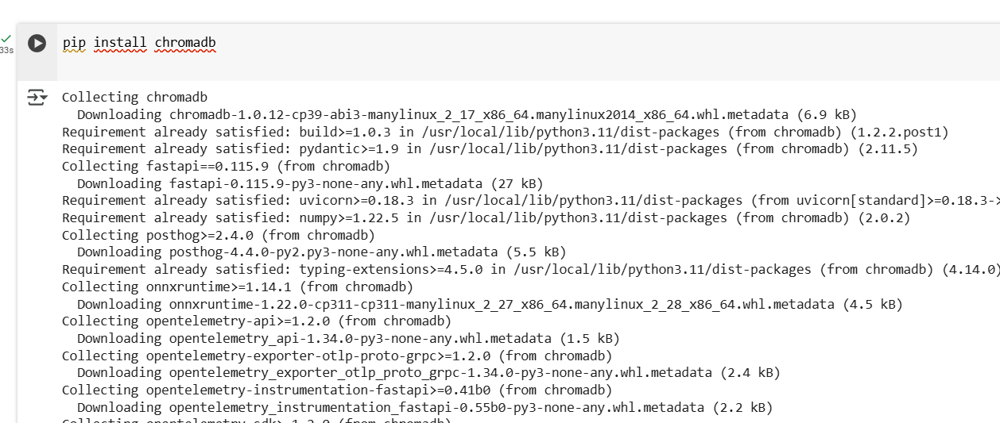 33s
pip install chromadb
Collecting chromadb
Downloading chromadb-1.0.12-cp39-abi3-manylinux_2_17_x86_64.manylinux2014_x86_64.whl.metadata (6.9 kB)
Requirement already satisfied: build>=1.0.3 in /usr/local/lib/python3.11/dist-packages (from chromadb) (1.2.2.post1)
Requirement already satisfied: pydantic>=1.9 in /usr/local/lib/python3.11/dist-packages (from chromadb) (2.11.5)
Collecting fastapi==0.115.9 (from chromadb)
Downloading fastapi-0.115.9-py3-none-any.whl.metadata (27 kB)
Requirement already satisfied: uvicorn>=0.18.3 in /usr/local/lib/python3.11/dist-packages (from uvicorn[standard]>=0.18.3->
Requirement already satisfied: numpy>=1.22.5 in /usr/local/lib/python3.11/dist-packages (from chromadb) (2.0.2)
Collecting posthog>=2.4.0 (from chromadb)
Downloading posthog-4.4.0-py2.py3-none-any.whl.metadata (5.5 kB)
Requirement already satisfied: typing-extensions>=4.5.0 in /usr/local/lib/python3.11/dist-packages (from chromadb) (4.14.0)
Collecting onnxruntime>=1.14.1 (from chromadb)
Downloading onnxruntime-1.22.0-cp311-cp311-manylinux_2_27_x86_64.manylinux_2_28_x86_64.whl.metadata (4.5 kB)
Collecting opentelemetry-api>=1.2.0 (from chromadb)
Downloading opentelemetry_api-1.34.0-py3-none-any.whl.metadata (1.5 kB)
Collecting opentelemetry-exporter-otlp-proto-grpc>=1.2.0 (from chromadb)
Downloading opentelemetry_exporter_otlp_proto_grpc-1.34.0-py3-none-any.whl.metadata (2.4 kB)
Collecting opentelemetry-instrumentation-fastapi>=0.41b0 (from chromadb)
Downloading opentelemetry_instrumentation_fastapi-0.55b0-py3-none-any.whl.metadata (2.2 kB)
Collecting opentelemetry-sdk>=1.2.0 (from chromadb)